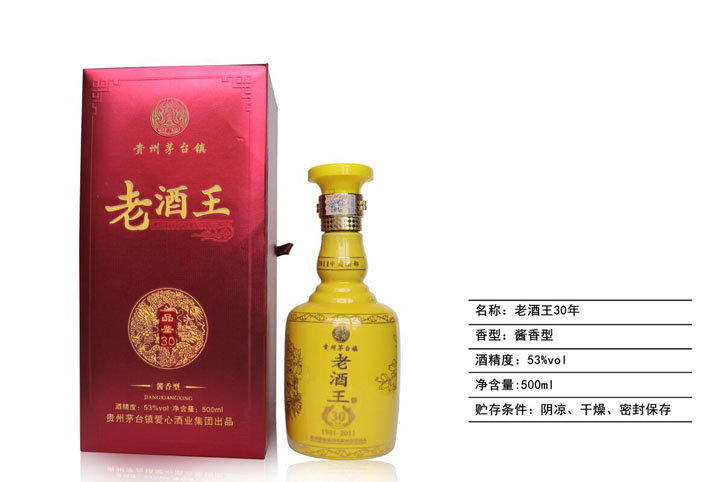 贵州茅台镇
老酒王
品鉴
30
酱香型
JIANGXIANGXING
酒精度：53%vol 净含量：500ml
贵州茅台镇爱心酒业集团出品
贵州茅台镇
老酒王
30
1981-2011
名称：老酒王30年
香型：酱香型
酒精度：53%vol
净含量:500ml
贮存条件：阴凉、干燥、密封保存